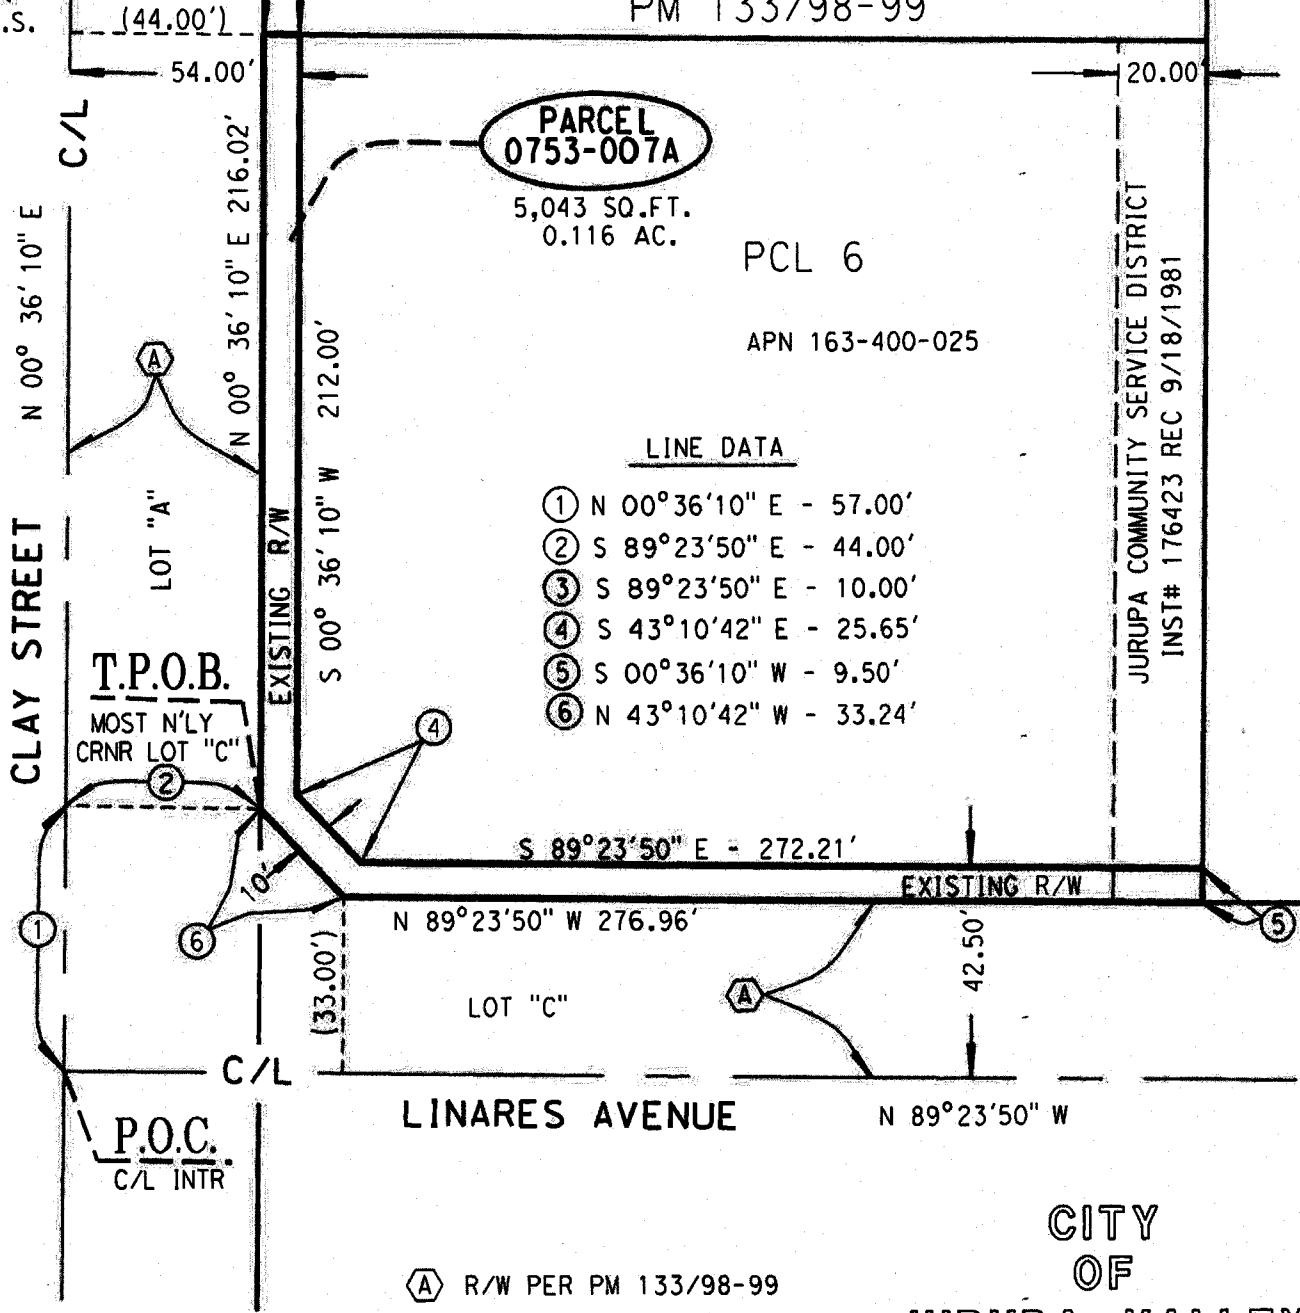 .S.
(44.00')
PM 133/98-99
54.00'
20.00'
C/L
N 00° 36' 10" E
N 00° 36' 10" E 216.02'
PARCEL
0753-007A
5,043 SQ.FT.
0.116 AC.
PCL 6
APN 163-400-025
JURUPA COMMUNITY SERVICE DISTRICT
INST# 176423 REC 9/18/1981
A
LOT "A"
EXISTING R/W
S 00° 36' 10" W 212.00'
LINE DATA
1 N 00°36'10" E - 57.00'
2 S 89°23'50" E - 44.00'
3 S 89°23'50" E - 10.00'
4 S 43°10'42" E - 25.65'
5 S 00°36'10" W - 9.50'
6 N 43°10'42" W - 33.24'
CLAY STREET
T.P.O.B.
MOST N'LY
CRNR LOT "C"
2
4
S 89°23'50" E - 272.21'
10'
EXISTING R/W
1
6
N 89°23'50" W 276.96'
5
(33.00')
LOT "C"
A
42.50'
C/L
LINARES AVENUE
N 89°23'50" W
P.O.C.
C/L INTR
A R/W PER PM 133/98-99
CITY
OF